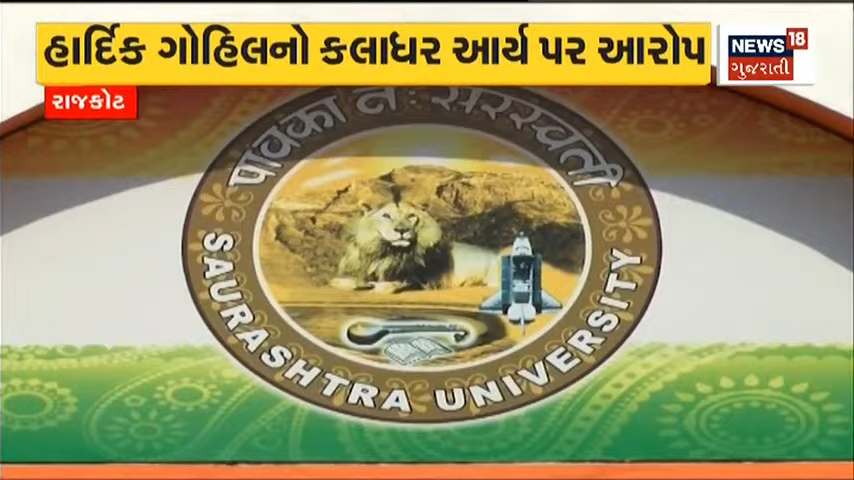 હાર્દિક ગોહિલનો કલાધર આર્ય પર આરોપ
NEWS18
ગુજરાતી
રાજકોટ
पावका नः सरस्वती
SAURASHTRA UNIVERSITY